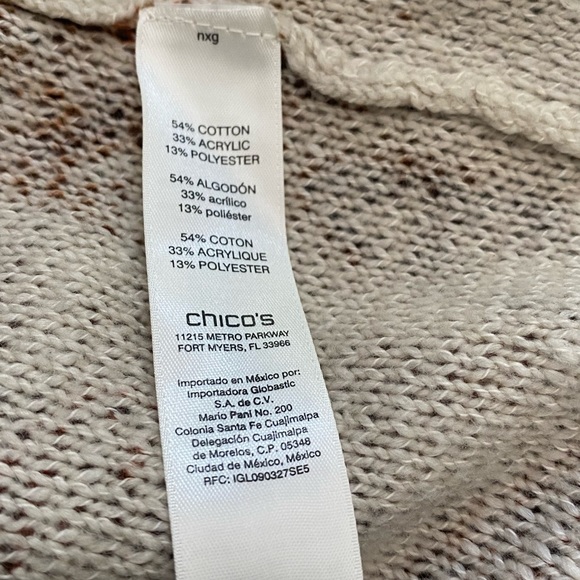 nxg
54% COTTON
33% ACRYLIC
13% POLYESTER
54% ALGODÓN
33% acrílico
13% poliéster
54% COTON
33% ACRYLIQUE
13% POLYESTER
chico's
11215 METRO PARKWAY
FORT MYERS, FL 33966
Importado en México por:
Importadora Globastic
S.A. de C.V.
Mario Pani No. 200
Colonia Santa Fe Cuajimalpa
Delegación Cuajimalpa
de Morelos, C.P. 05348
Ciudad de México, México
RFC: IGL090327SE5